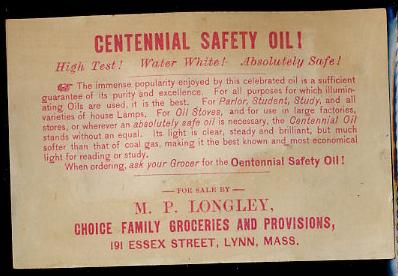 CENTENNIAL SAFETY OIL!
High Test! Water White! Absolutely Safe!
☞ The immense popularity enjoyed by this celebrated oil is a sufficient
guarantee of its purity and excellence. For all purposes for which illumin-
ating Oils are used, it is the best. For Parlor, Student, Study, and all
varieties of house Lamps, For Oil Stoves, and for use in large factories,
stores, or wherever an absolutely safe oil is necessary, the Centennial Oil
stands without an equal. Its light is clear, steady and brilliant, but much
softer than that of coal gas, making it the best known and most economical
light for reading or study.
When ordering, ask your Grocer for the Centennial Safety Oil!
— FOR SALE BY —
M. P. LONGLEY,
CHOICE FAMILY GROCERIES AND PROVISIONS,
191 ESSEX STREET, LYNN, MASS.